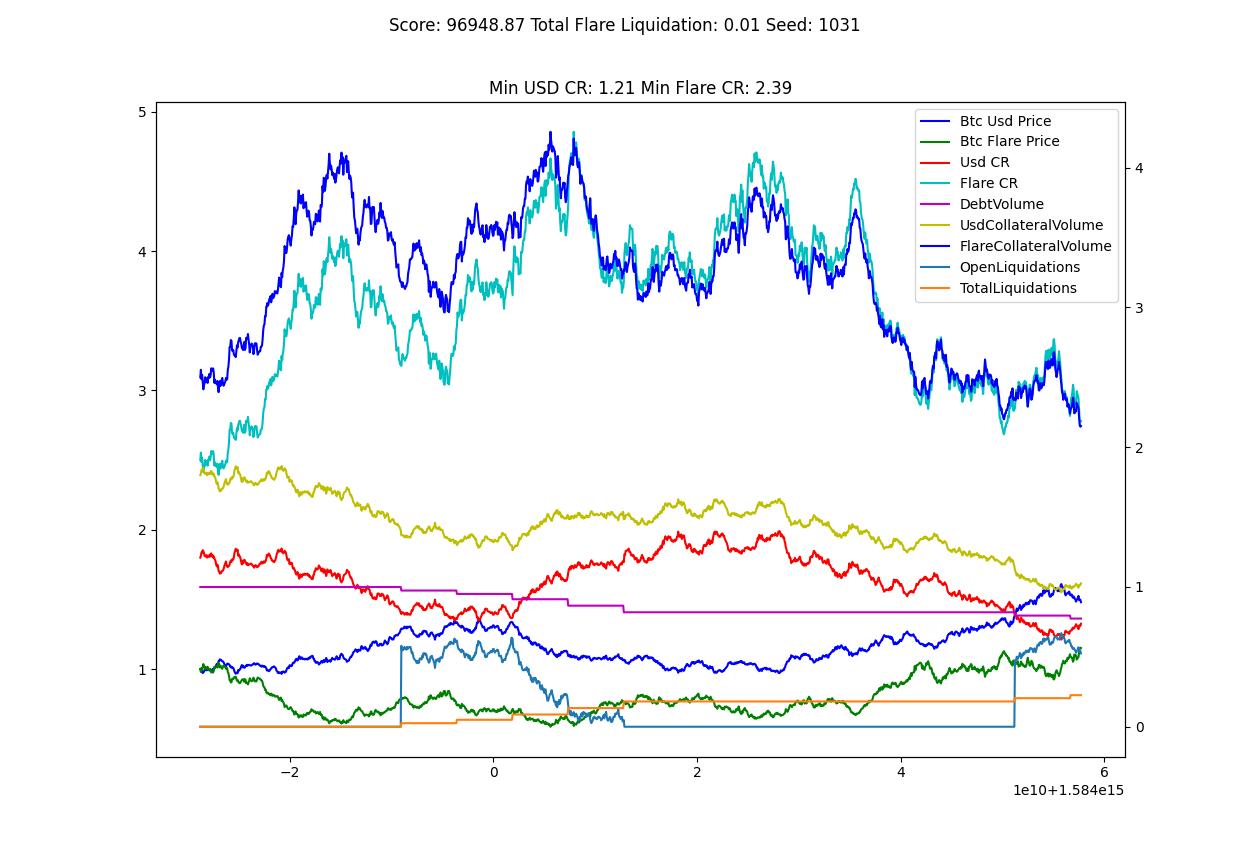 Score: 96948.87 Total Flare Liquidation: 0.01 Seed: 1031
Min USD CR: 1.21 Min Flare CR: 2.39
5
4
3
2
1
4
3
2
1
0
Btc Usd Price
Btc Flare Price
Usd CR
Flare CR
DebtVolume
UsdCollateralVolume
FlareCollateralVolume
OpenLiquidations
TotalLiquidations
−2 0 2 4 6
1e10+1.584e15